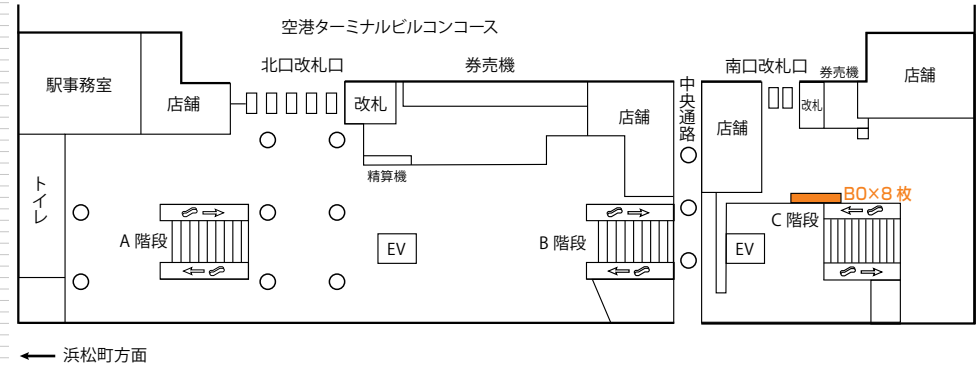 空港ターミナルビルコンコース
駅事務室
店舗
北口改札口
改札
券売機
精算機
店舗
中央通路
店舗
南口改札口
券売機
改札
店舗
トイレ
A 階段
EV
B 階段
EV
C 階段
B0×8 枚
浜松町方面